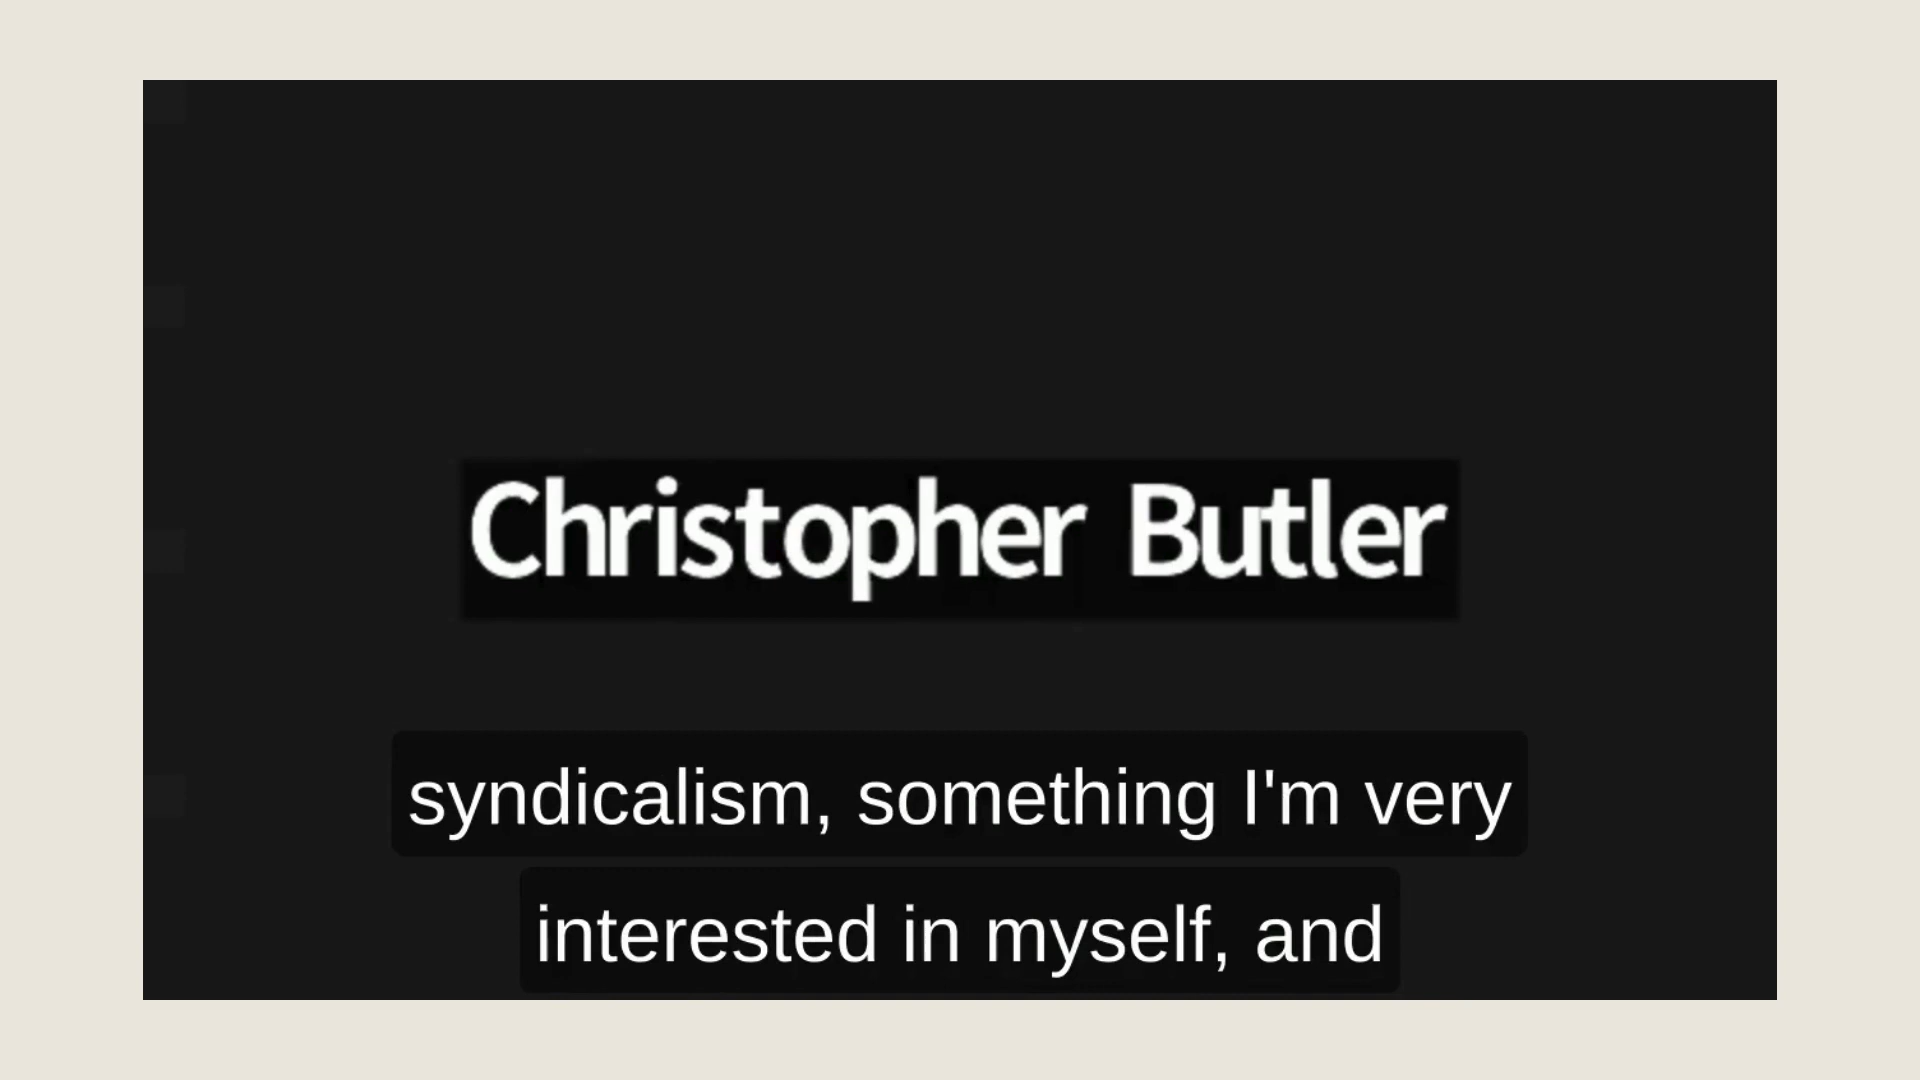 Christopher Butler
syndicalism, something I'm very
interested in myself, and